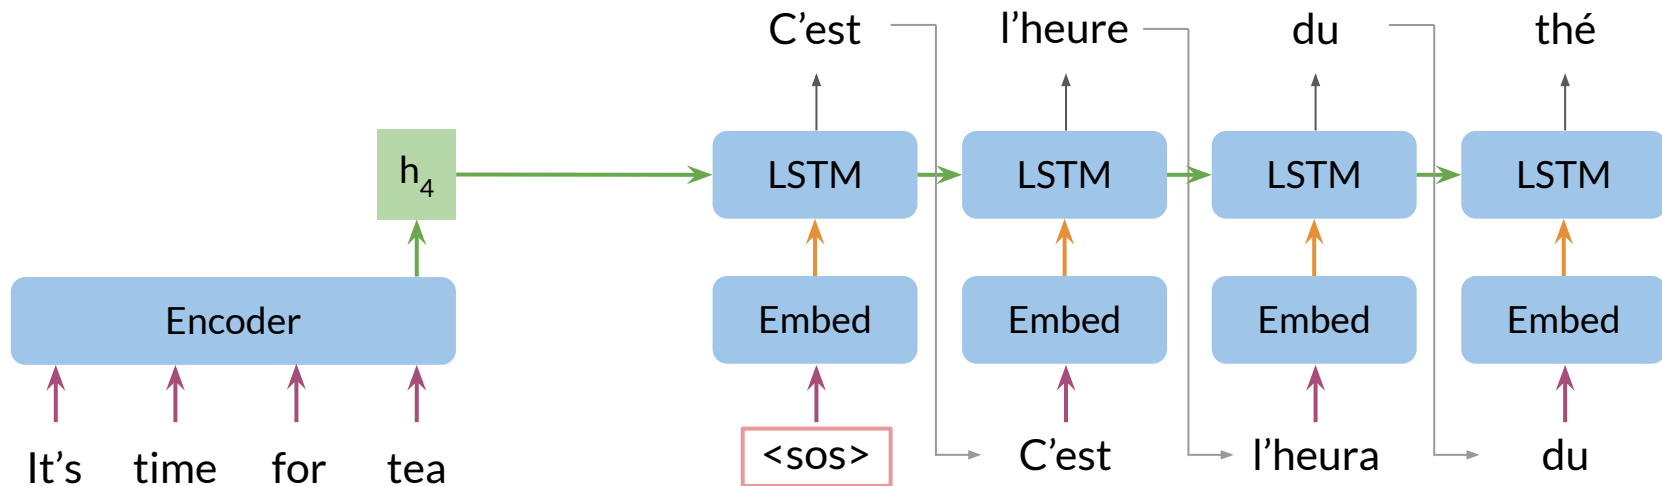 C’est l’heure du thé
h4 LSTM LSTM LSTM LSTM
Encoder Embed Embed Embed Embed
It’s time for tea <sos> C’est l’heura du